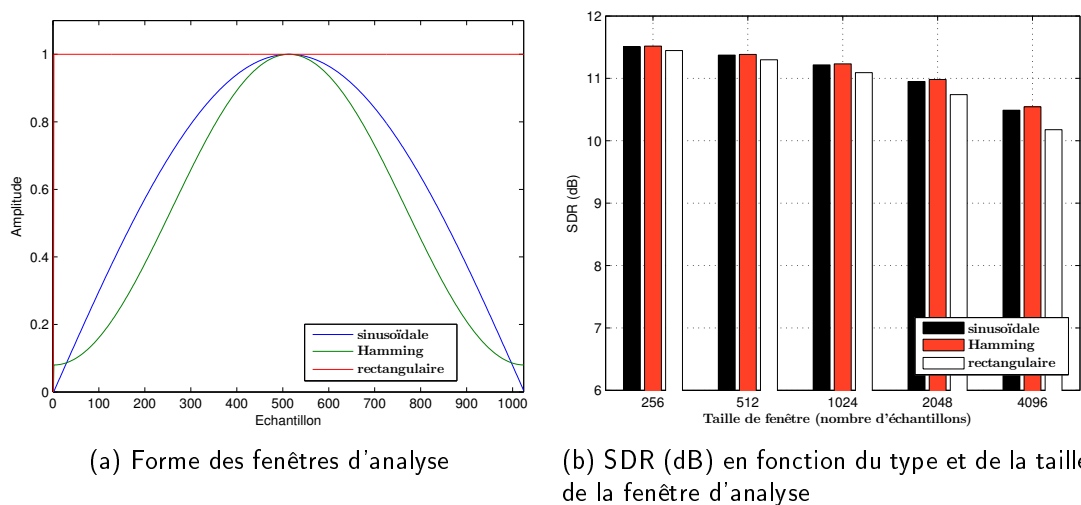 1
0.8
0.6
0.4
0.2
0
Amplitude
0 100 200 300 400 500 600 700 800 900 1000
Echantillon
sinusoïdale
Hamming
rectangulaire
(a) Forme des fenêtres d'analyse
12
11
10
9
8
7
6
SDR (dB)
256 512 1024 2048 4096
Taille de fenêtre (nombre d'échantillons)
sinusoïdale
Hamming
rectangulaire
(b) SDR (dB) en fonction du type et de la taille
de la fenêtre d'analyse